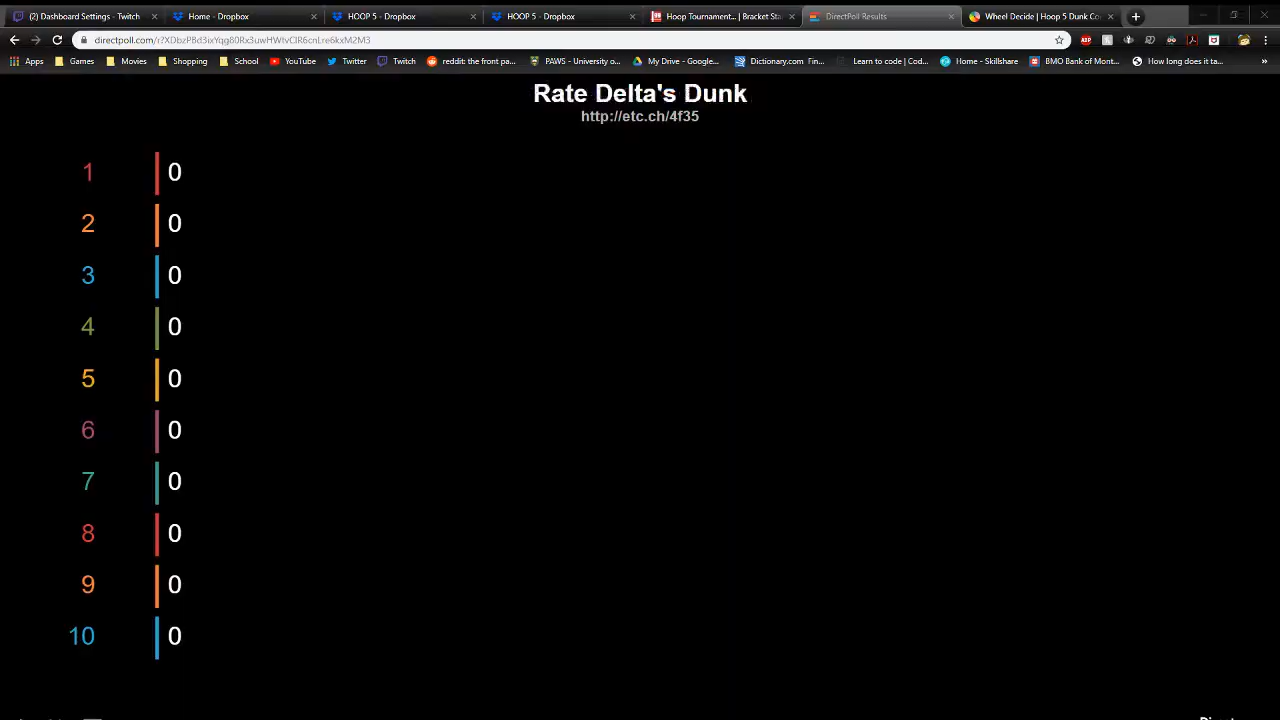 (2) Dashboard Settings - Twitch
Home - Dropbox
HOOP 5 - Dropbox
HOOP 5 - Dropbox
Hoop Tournament... | Bracket Sta
DirectPoll Results
Wheel Decide | Hoop 5 Dunk Co
directpoll.com/r?XDbzPBd3ixYqg80Rx3uwHWtvClR6cnLre6kxM2M3
Apps
Games
Movies
Shopping
School
YouTube
Twitter
Twitch
reddit: the front pa...
PAWS - University o...
My Drive - Google...
Dictionary.com Fin...
Learn to code | Cod...
Home - Skillshare
BMO Bank of Mont...
How long does it ta...
Rate Delta's Dunk
http://etc.ch/4f35
1 0
2 0
3 0
4 0
5 0
6 0
7 0
8 0
9 0
10 0